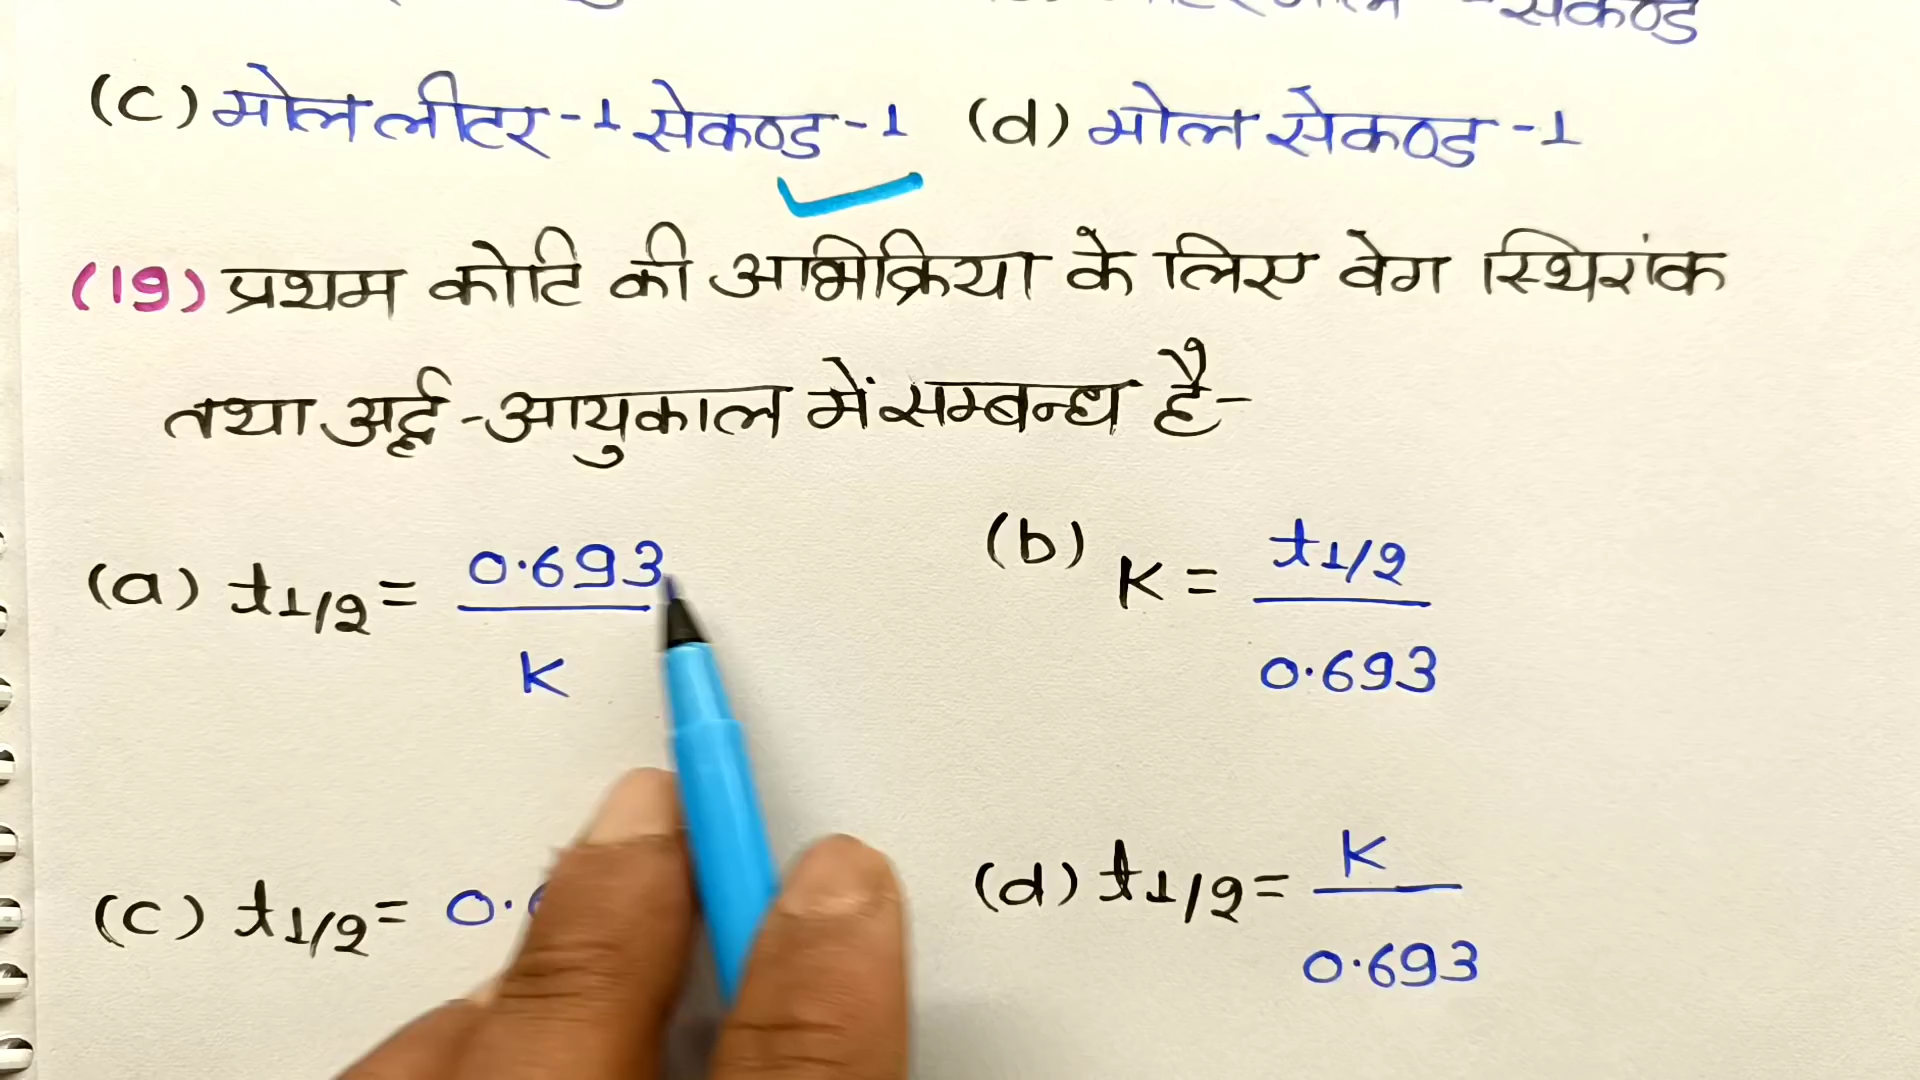 सेकण्ड
(c) मोल लीटर-1 सेकण्ड-1 (d) मोल सेकण्ड-1
(19) प्रथम कोटि की अभिक्रिया के लिए वेग स्थिरांक
तथा अर्द्ध-आयुकाल में सम्बन्ध है-
(a) t1/2 = 0.693/K (b) K = t1/2/0.693
(c) t1/2 = 0. (d) t1/2 = K/0.693